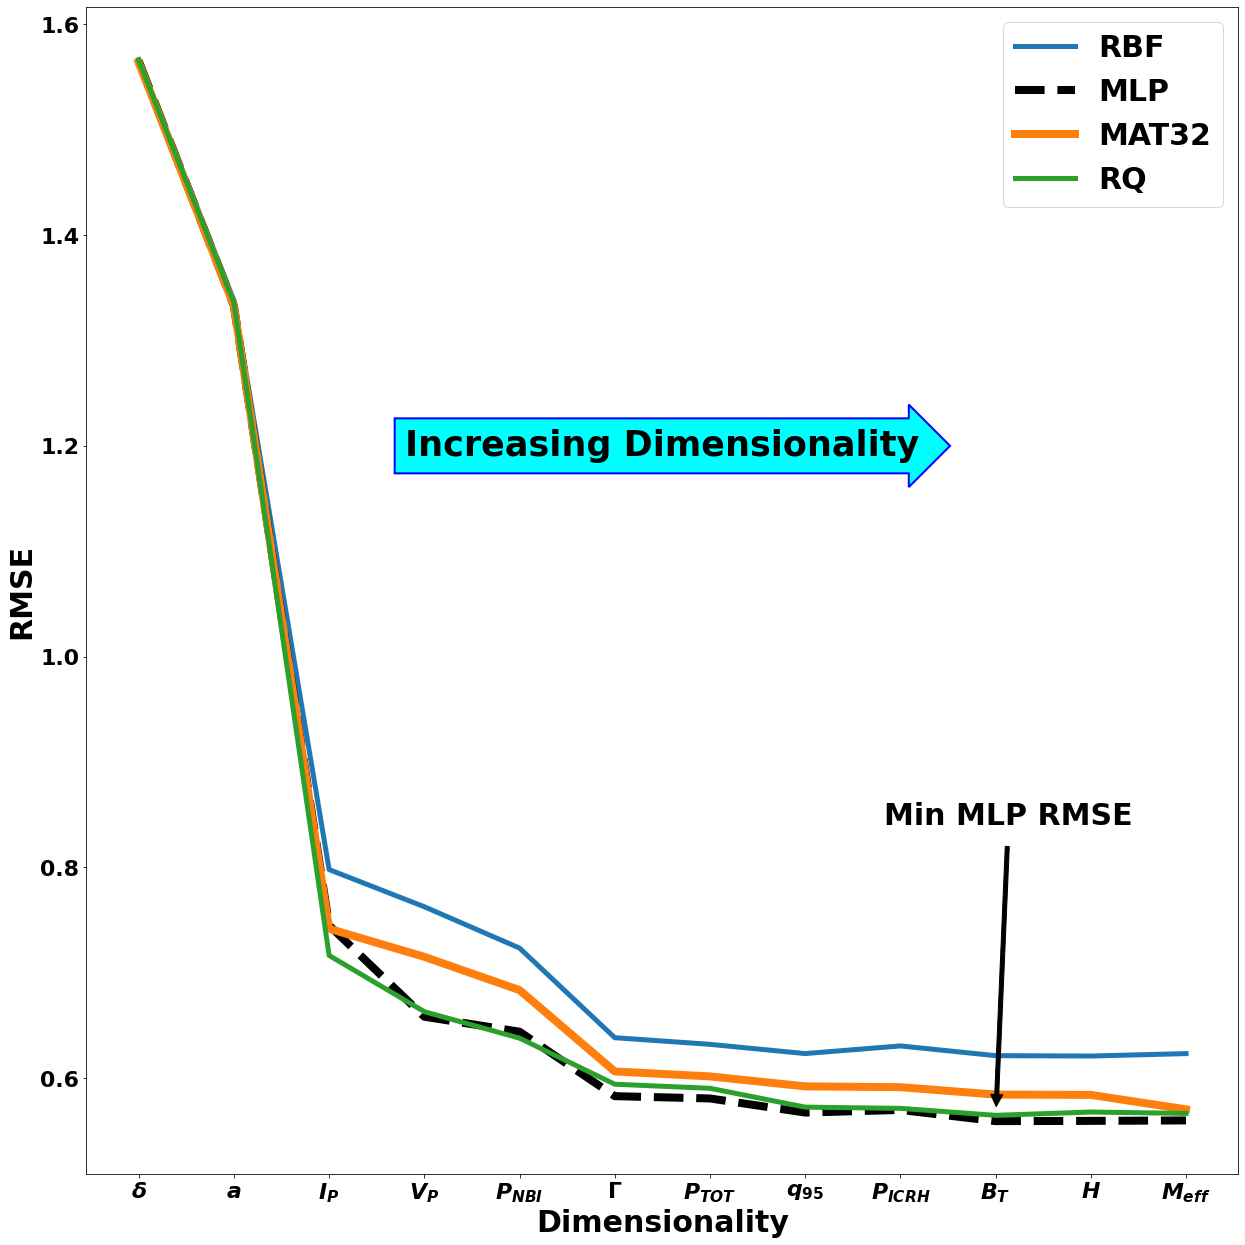 1.6
1.4
1.2
1.0
0.8
0.6
RMSE
RBF
MLP
MAT32
RQ
Increasing Dimensionality
Min MLP RMSE
δ a I_P V_P P_NBI Γ P_TOT q_95 P_ICRH B_T H M_eff
Dimensionality